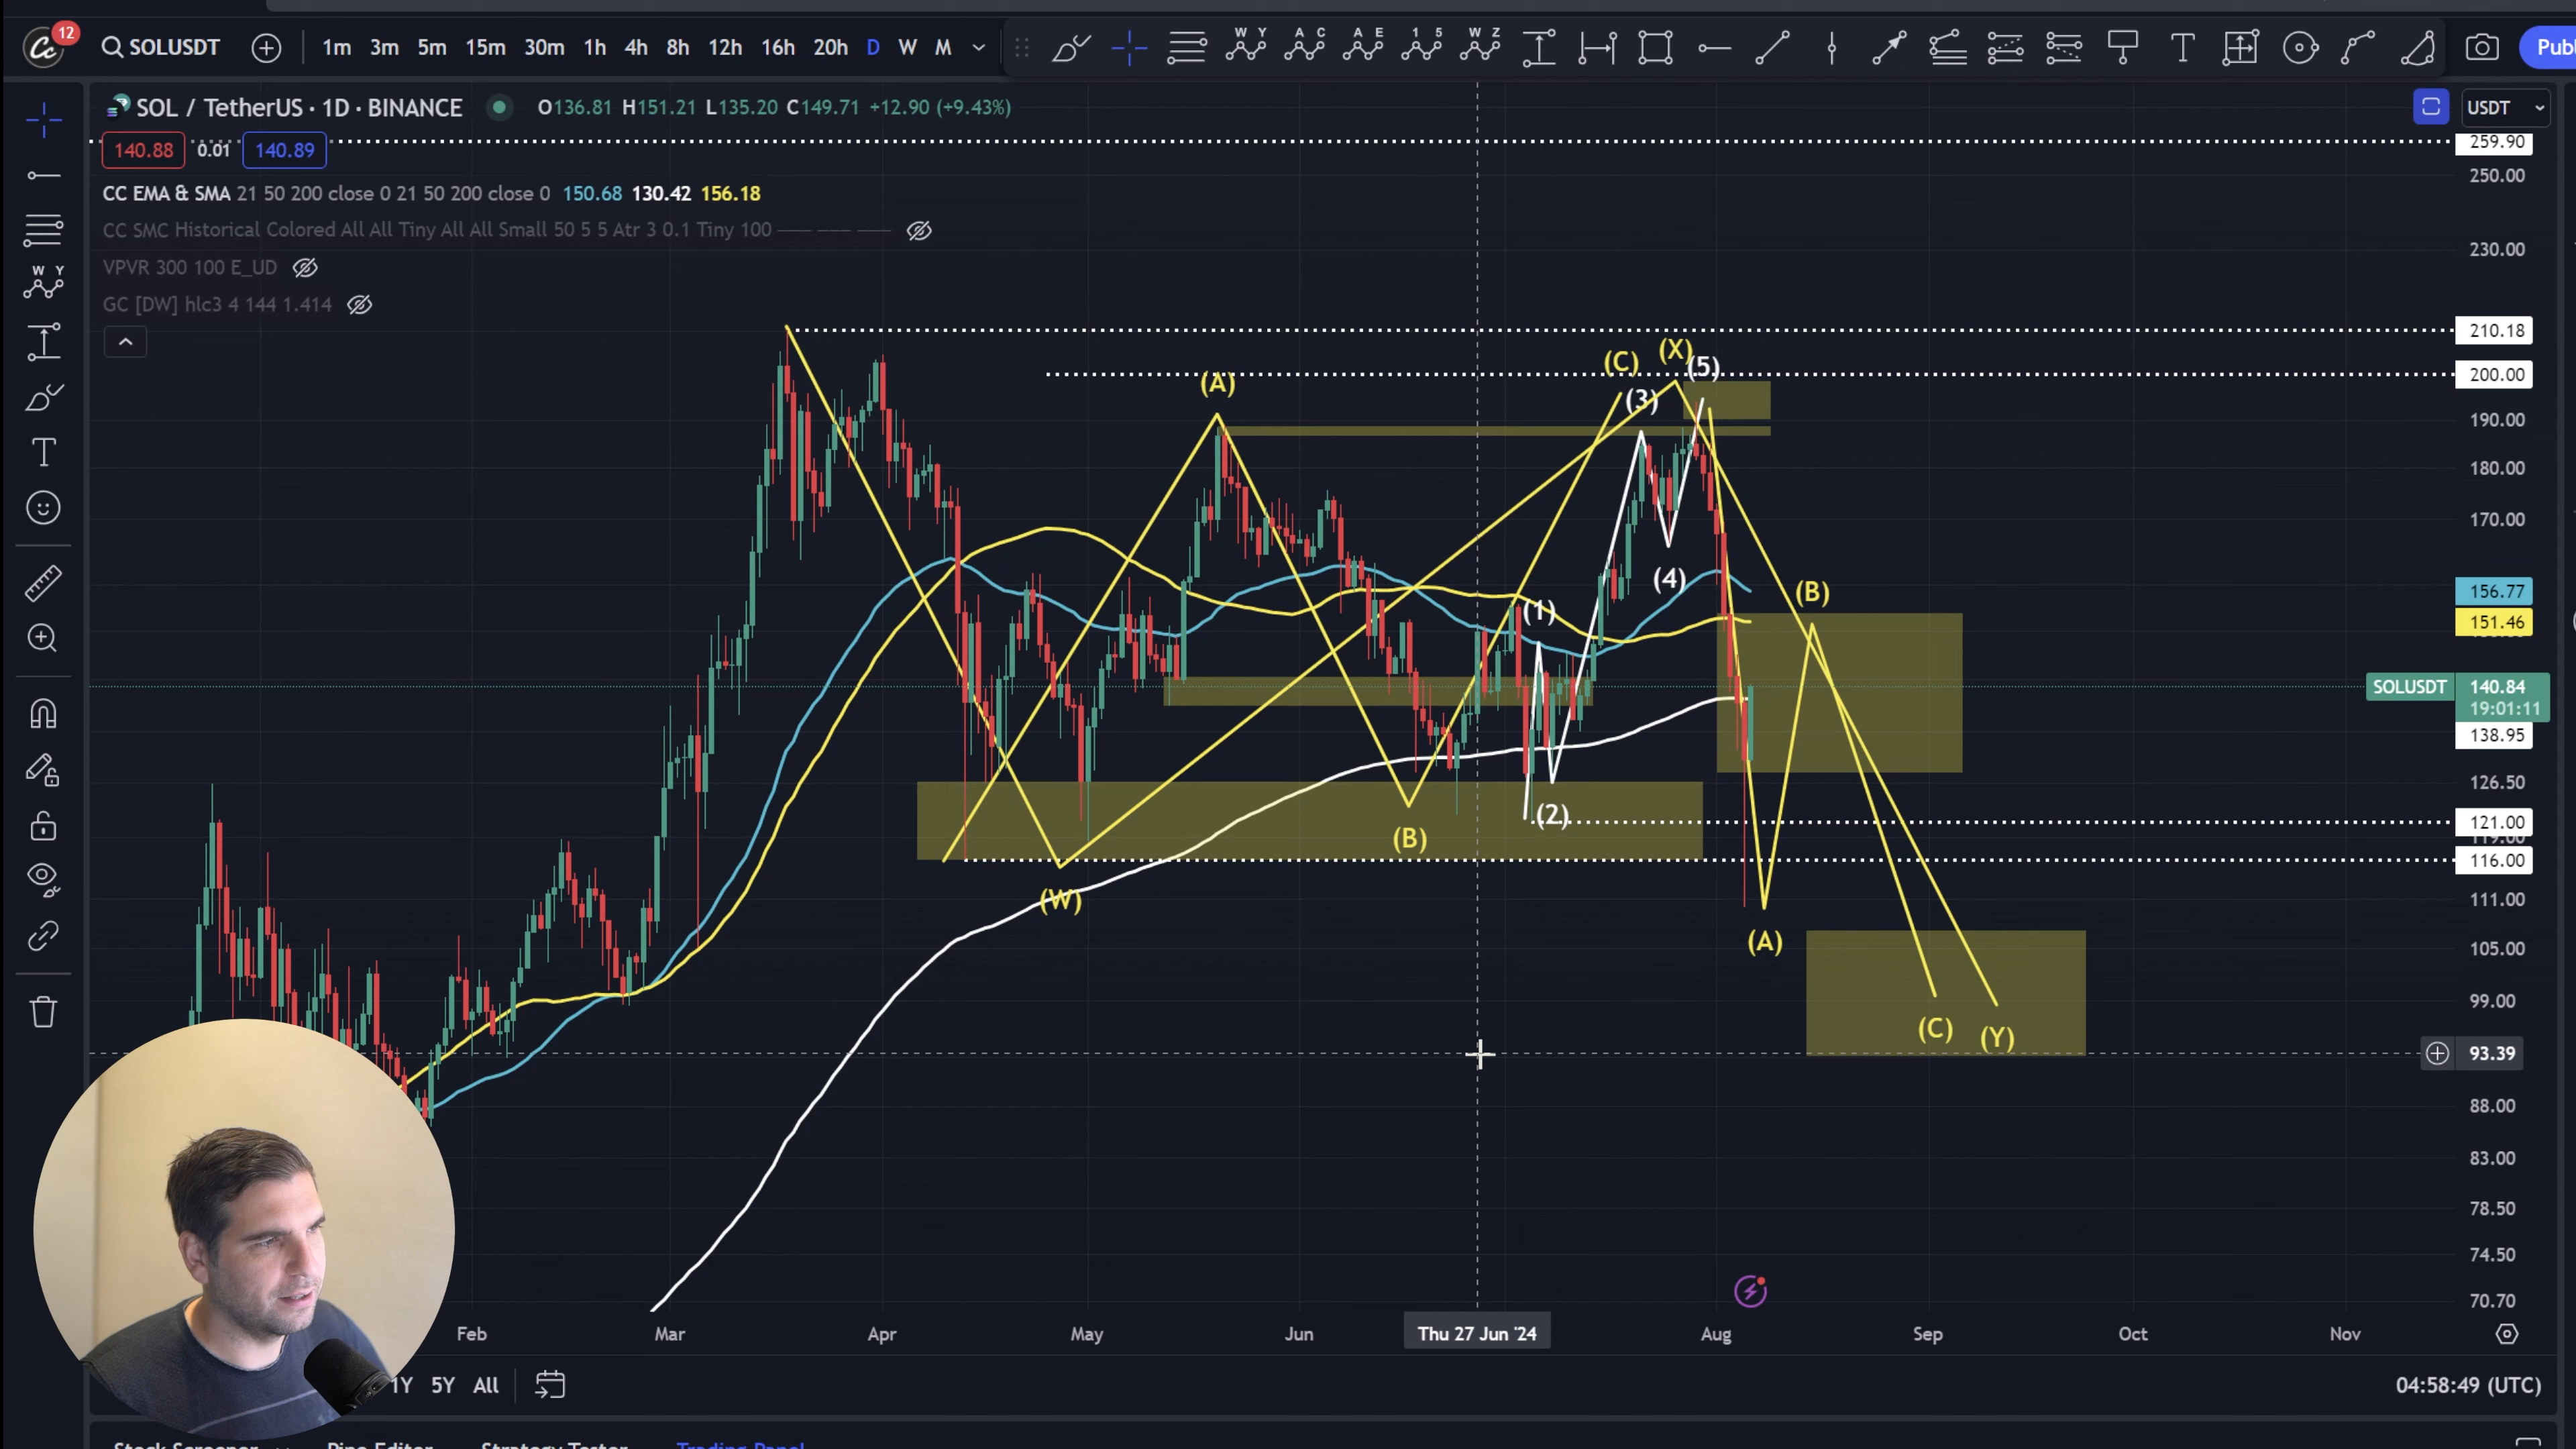 12
Cc SOLUSDT 1m 3m 5m 15m 30m 1h 4h 8h 12h 16h 20h D W M
W Y A C A E 1 5 W Z T Publ
SOL / TetherUS · 1D · BINANCE O136.81 H151.21 L135.20 C149.71 +12.90 (+9.43%) USDT
140.88 0.01 140.89
CC EMA & SMA 21 50 200 close 0 21 50 200 close 0 150.68 130.42 156.18
CC SMC Historical Colored All All Tiny All All Small 50 5 5 Atr 3 0.1 Tiny 100
VPVR 300 100 E_UD
GC [DW] hlc3 4 144 1.414
W Y
T
259.90
250.00
230.00
210.18
200.00
190.00
180.00
170.00
156.77
151.46
SOLUSDT 140.84
19:01:11
138.95
126.50
121.00
116.00
111.00
105.00
99.00
93.39
88.00
83.00
78.50
74.50
70.70
(A)
(C)
(X)
(5)
(3)
(4)
(1)
(B)
(2)
(B)
(W)
(A)
(C)
(Y)
Feb Mar Apr May Jun Thu 27 Jun '24 Aug Sep Oct Nov
1Y 5Y All 04:58:49 (UTC)
Stock Screener Pine Editor Strategy Tester Trading Panel